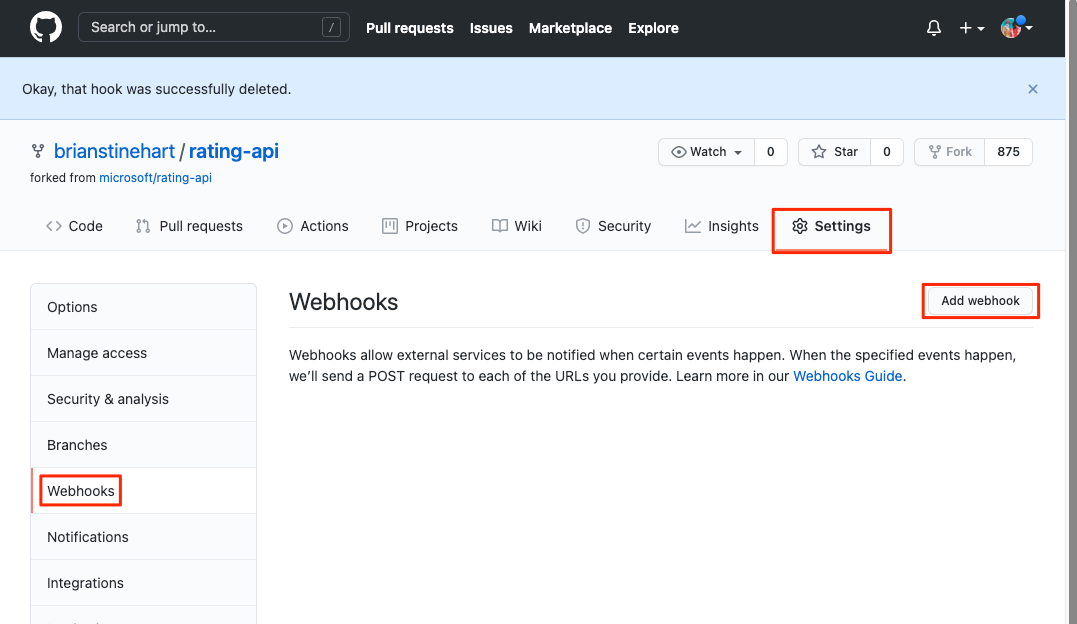 Search or jump to... / Pull requests Issues Marketplace Explore
Okay, that hook was successfully deleted.
brianstinehart / rating-api Watch 0 Star 0 Fork 875
forked from microsoft/rating-api
Code Pull requests Actions Projects Wiki Security Insights Settings
Options
Manage access
Security & analysis
Branches
Webhooks
Notifications
Integrations
Webhooks Add webhook
Webhooks allow external services to be notified when certain events happen. When the specified events happen,
we'll send a POST request to each of the URLs you provide. Learn more in our Webhooks Guide.